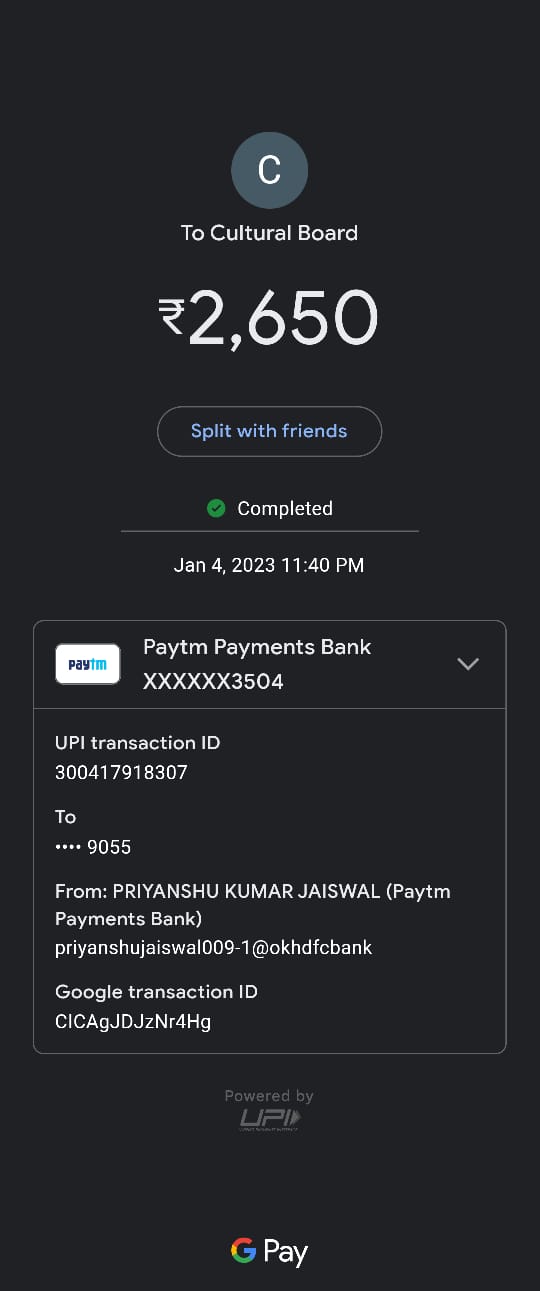 C
To Cultural Board
₹2,650
Split with friends
Completed
Jan 4, 2023 11:40 PM
paytm
Paytm Payments Bank
XXXXXX3504
UPI transaction ID
300417918307
To
•••• 9055
From: PRIYANSHU KUMAR JAISWAL (Paytm
Payments Bank)
priyanshujaiswal009-1@okhdfcbank
Google transaction ID
CICAgJDJzNr4Hg
Powered by
UPI
G Pay